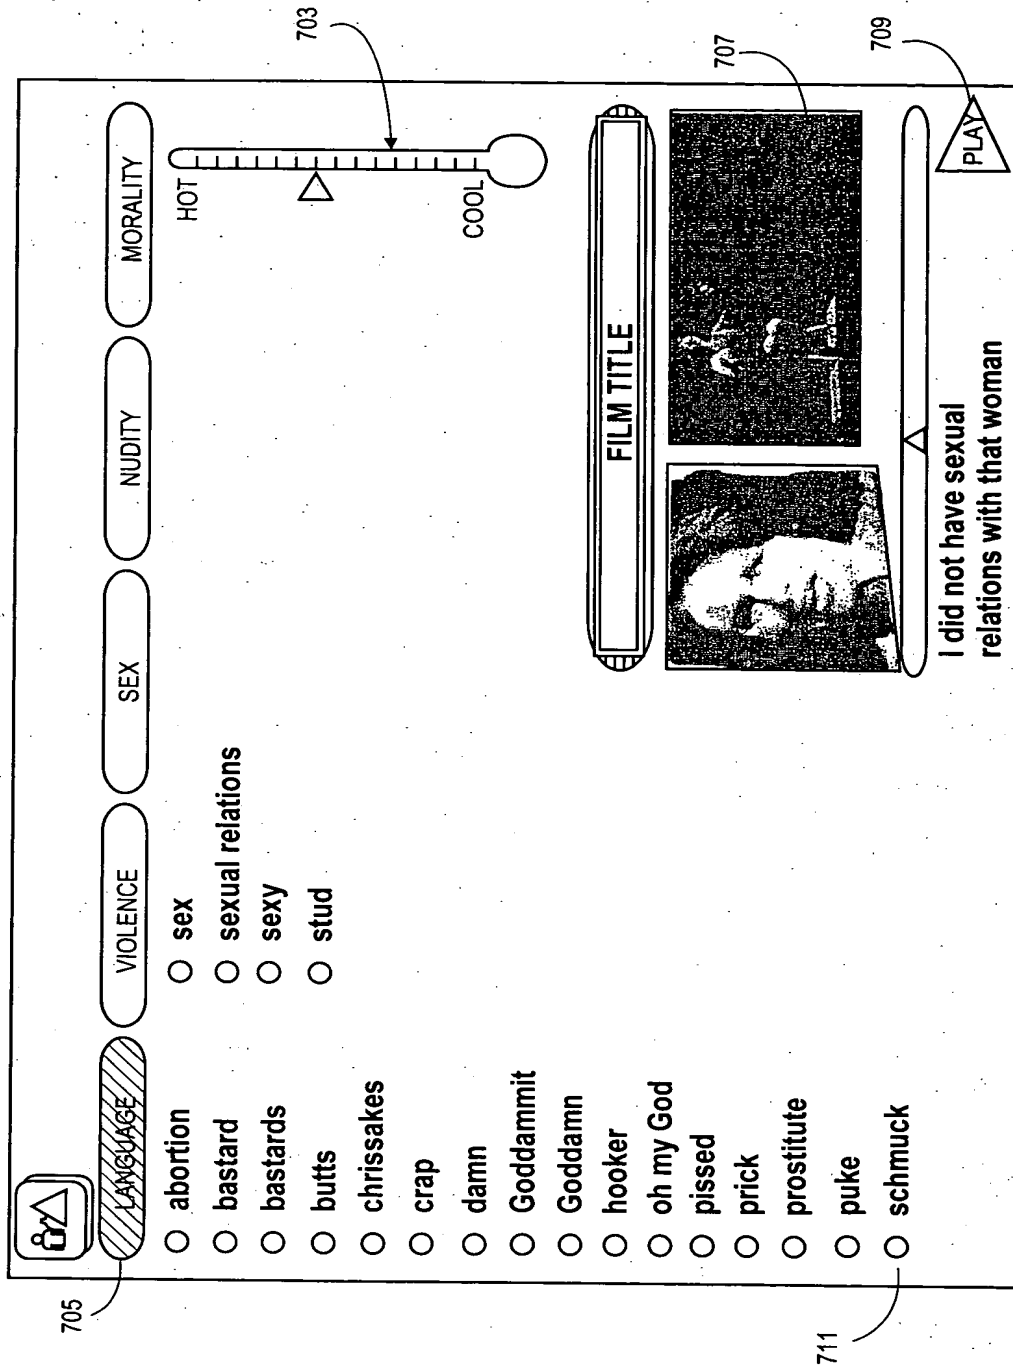 LANGUAGE
VIOLENCE
SEX
NUDITY
MORALITY
abortion
bastard
bastards
butts
chrissakes
crap
damn
Goddammit
Goddamn
hooker
oh my God
pissed
prick
prostitute
puke
schmuck
sex
sexual relations
sexy
stud
HOT
COOL
FILM TITLE
I did not have sexual
relations with that woman
PLAY
703
705
707
709
711